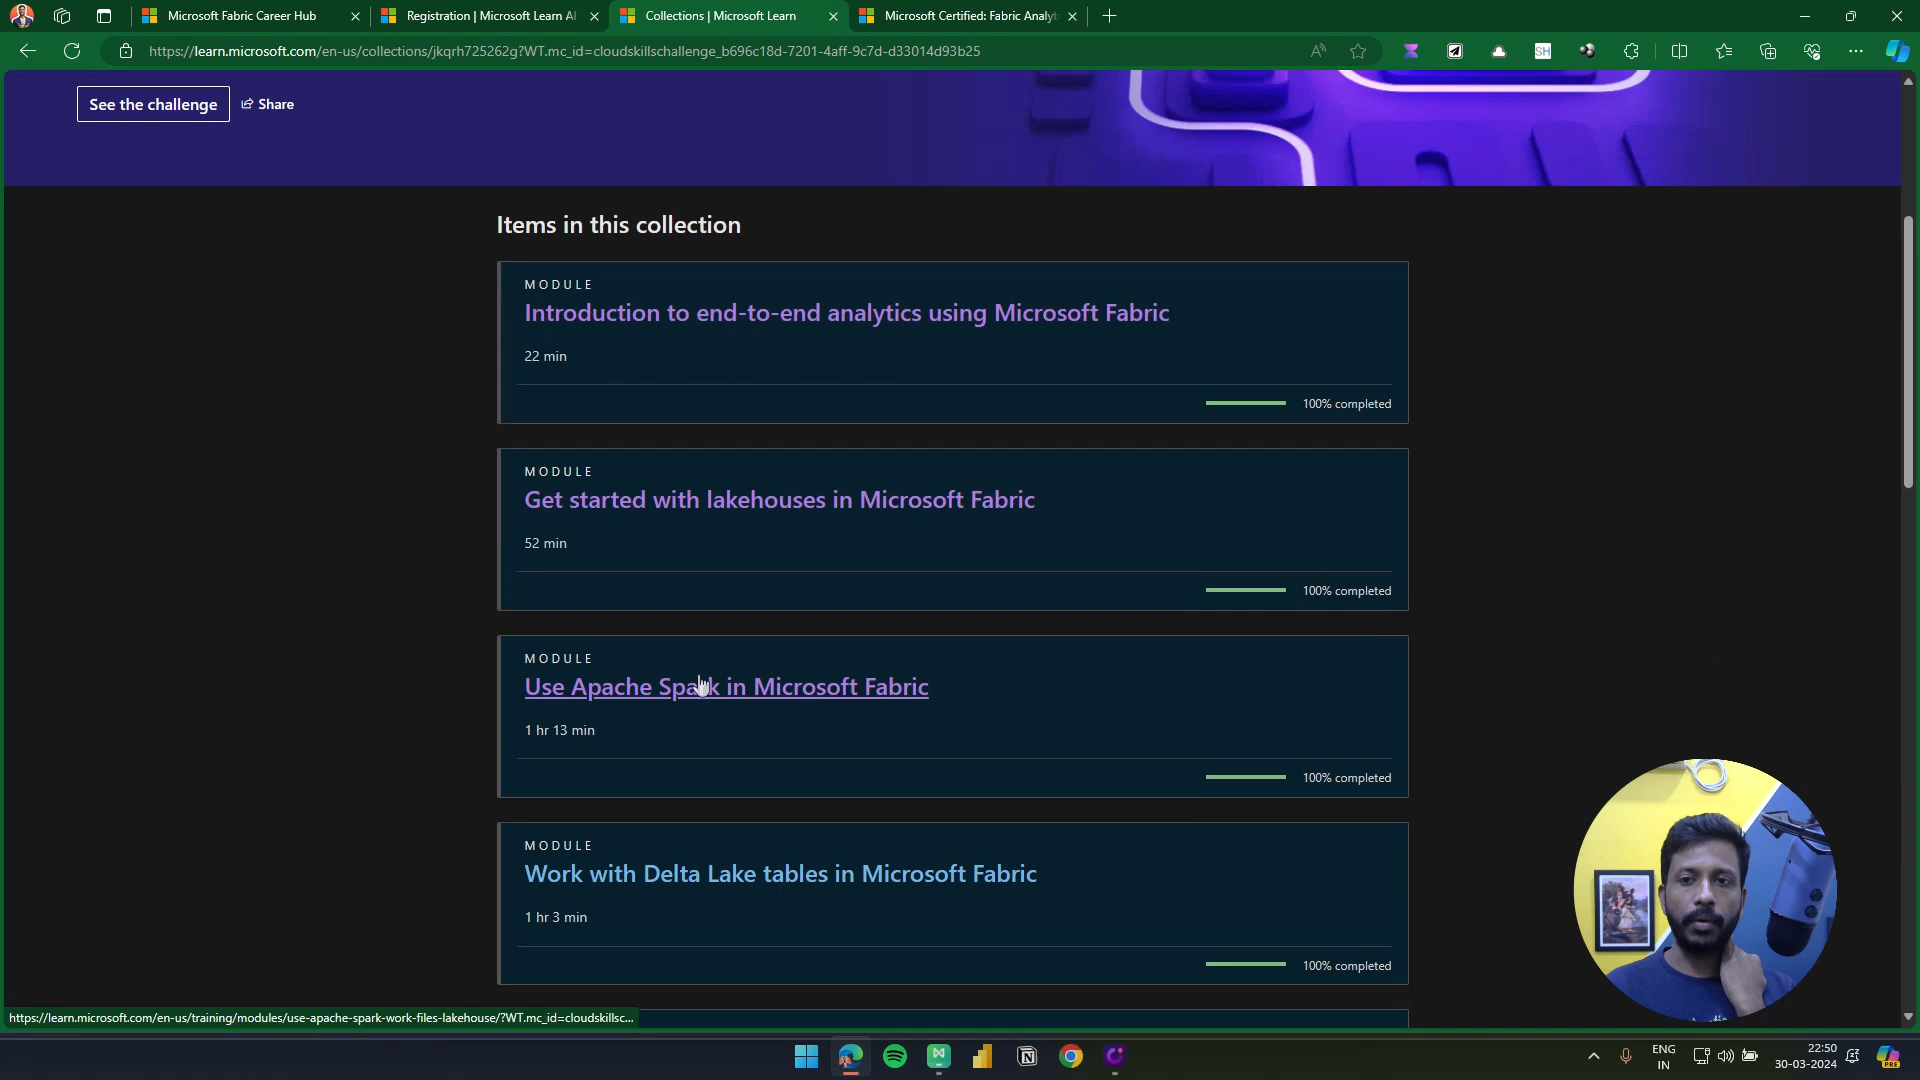 Microsoft Fabric Career Hub
Registration | Microsoft Learn AI
Collections | Microsoft Learn
Microsoft Certified: Fabric Analyt
https://learn.microsoft.com/en-us/collections/jkqrh725262g?WT.mc_id=cloudskillschallenge_b696c18d-7201-4aff-9c7d-d33014d93b25
See the challenge
Share
Items in this collection
MODULE
Introduction to end-to-end analytics using Microsoft Fabric
22 min
100% completed
MODULE
Get started with lakehouses in Microsoft Fabric
52 min
100% completed
MODULE
Use Apache Spark in Microsoft Fabric
1 hr 13 min
100% completed
MODULE
Work with Delta Lake tables in Microsoft Fabric
1 hr 3 min
100% completed
https://learn.microsoft.com/en-us/training/modules/use-apache-spark-work-files-lakehouse/?WT.mc_id=cloudskillsc...
ENG
IN
22:50
30-03-2024
SH
PRE